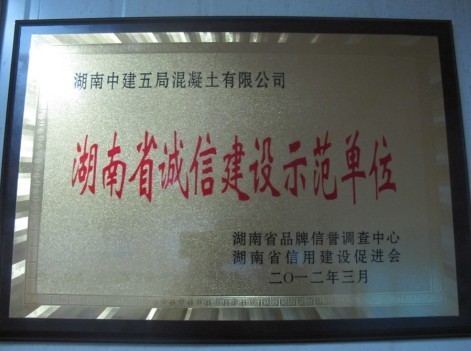 湖南中建五局混凝土有限公司
湖南省诚信建设示范单位
湖南省品牌信誉调查中心
湖南省信用建设促进会
二〇一二年三月